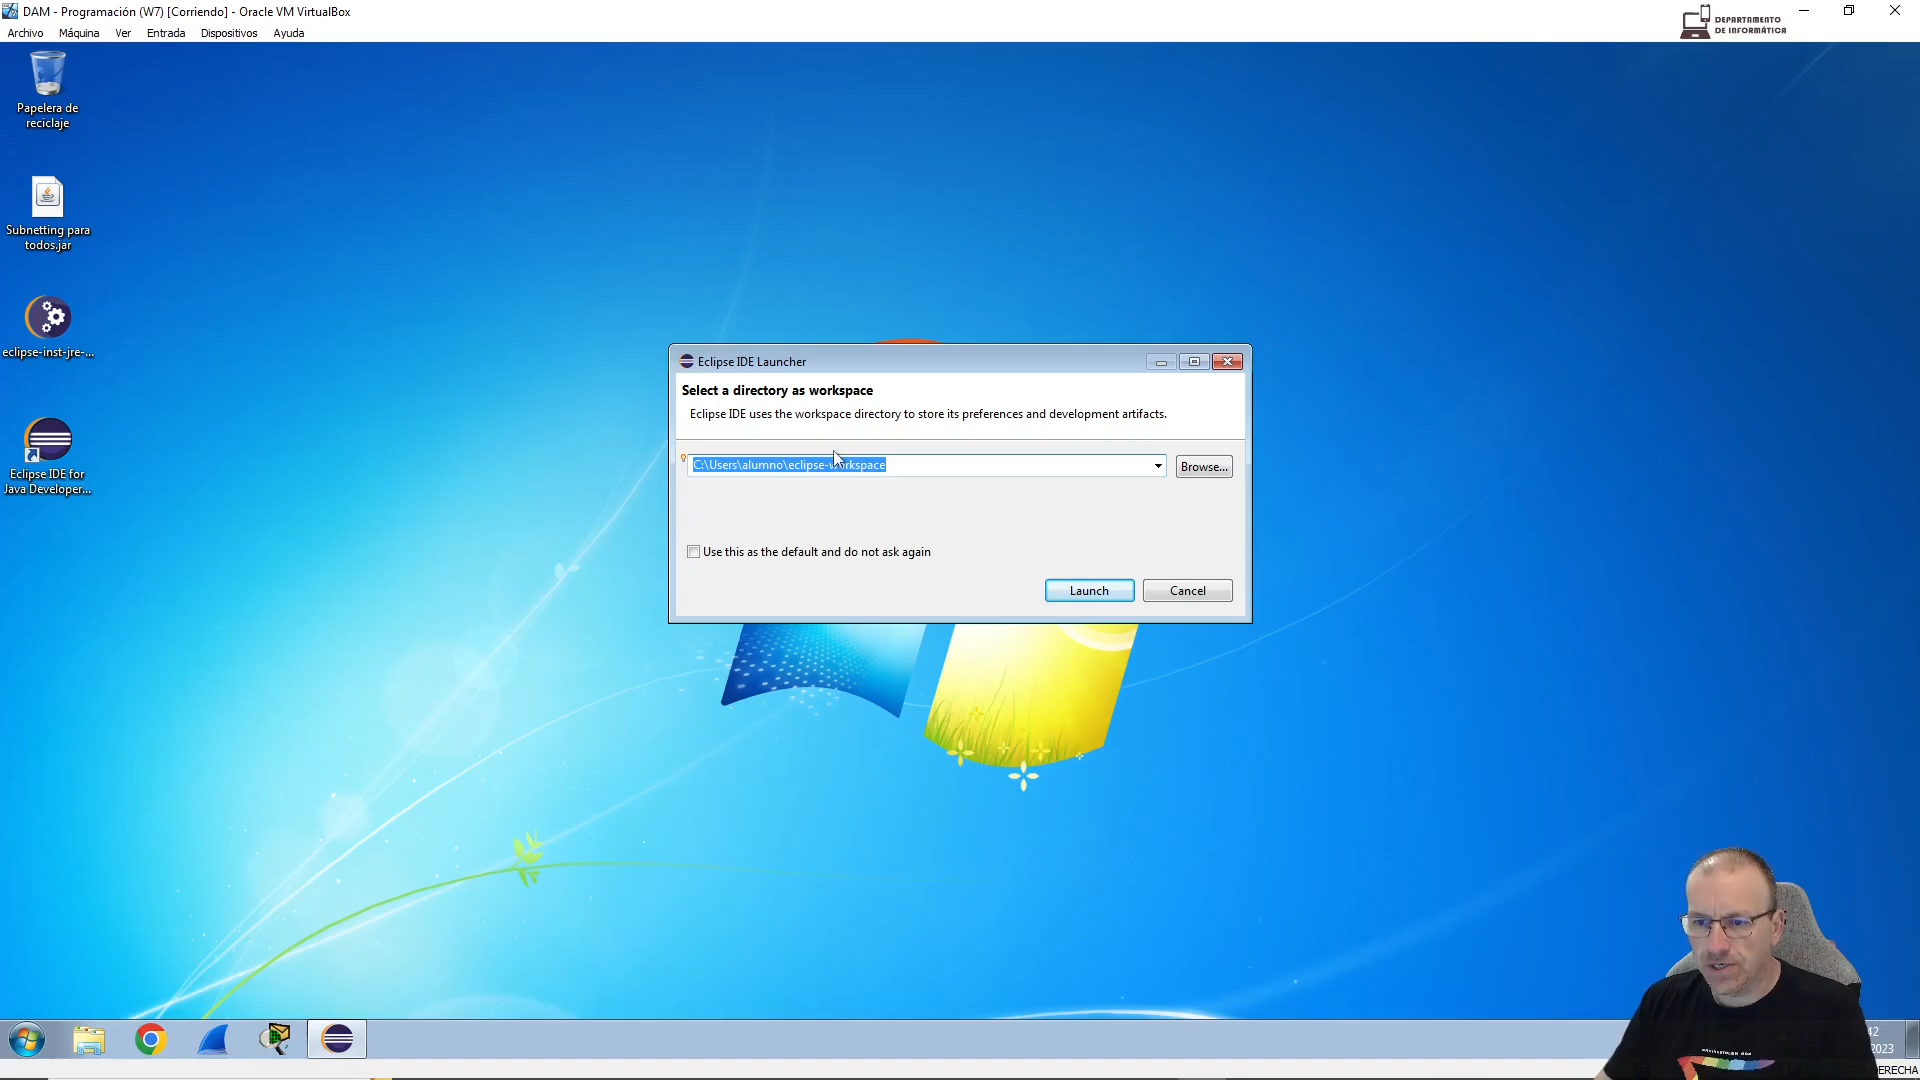 DAM - Programación (W7) [Corriendo] - Oracle VM VirtualBox
Archivo Máquina Ver Entrada Dispositivos Ayuda
DEPARTAMENTO
DE INFORMÁTICA
Papelera de
reciclaje
Subnetting para
todos.jar
eclipse-inst-jre-...
Eclipse IDE for
Java Developer...
Eclipse IDE Launcher
Select a directory as workspace
Eclipse IDE uses the workspace directory to store its preferences and development artifacts.
C:\Users\alumno\eclipse-workspace
Browse...
Use this as the default and do not ask again
Launch
Cancel
42
2023
DERECHA